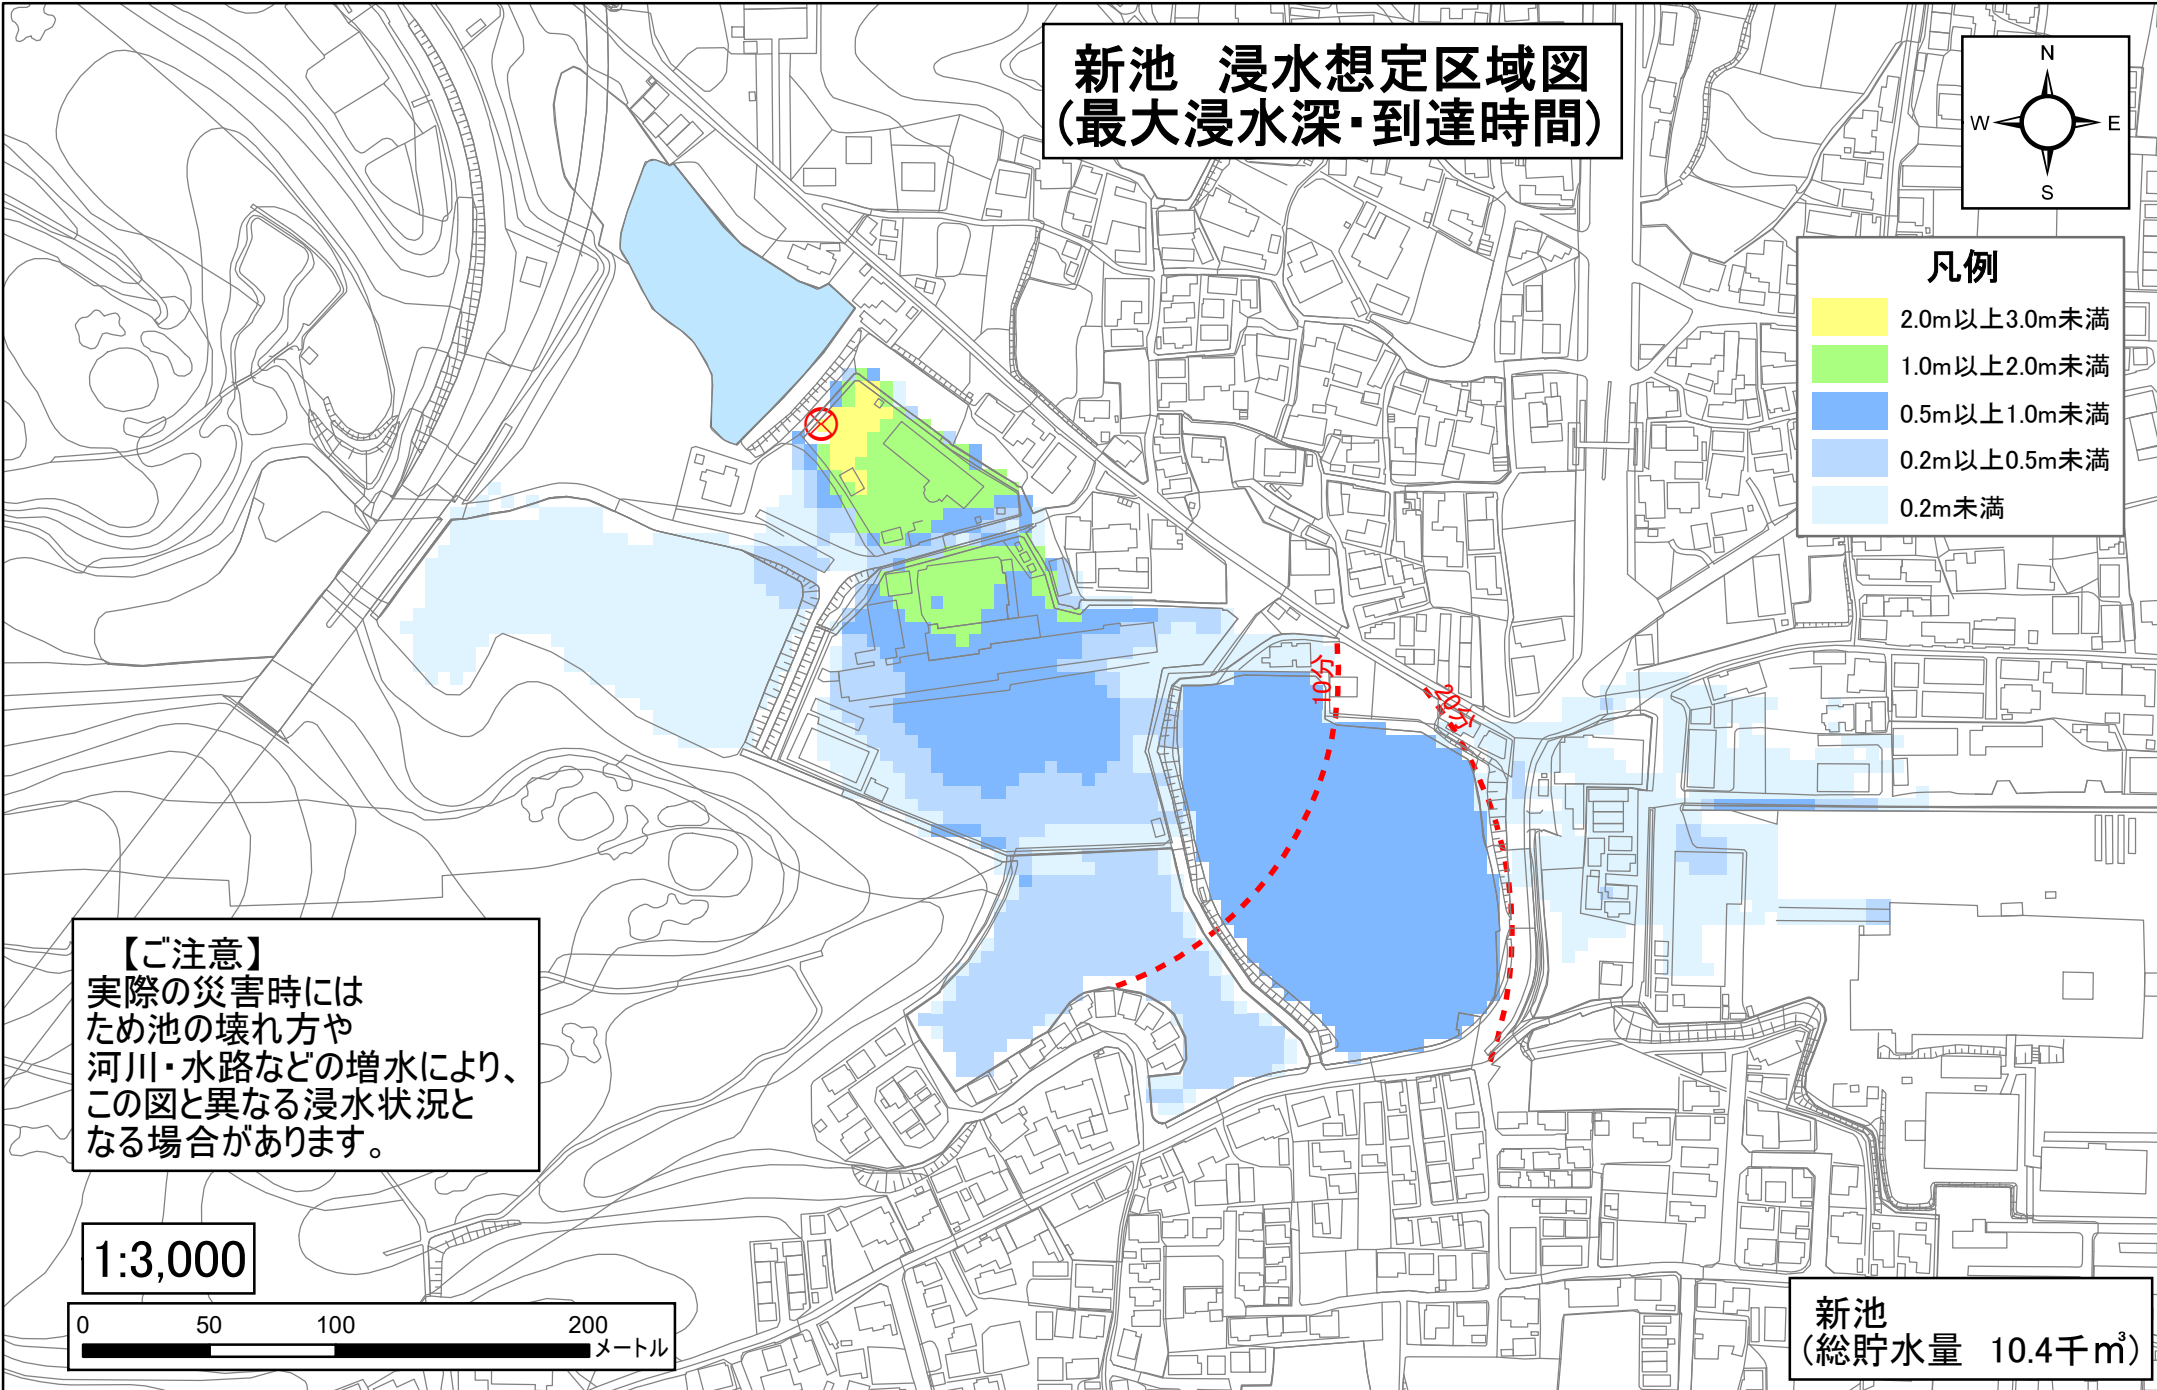 新池　浸水想定区域図
(最大浸水深・到達時間)
N
W
E
S
凡例
2.0m以上3.0m未満
1.0m以上2.0m未満
0.5m以上1.0m未満
0.2m以上0.5m未満
0.2m未満
10分
20分
【ご注意】
実際の災害時には
ため池の壊れ方や
河川・水路などの増水により、
この図と異なる浸水状況と
なる場合があります。
1:3,000
0 50 100 200
メートル
新池
(総貯水量　10.4千㎥)